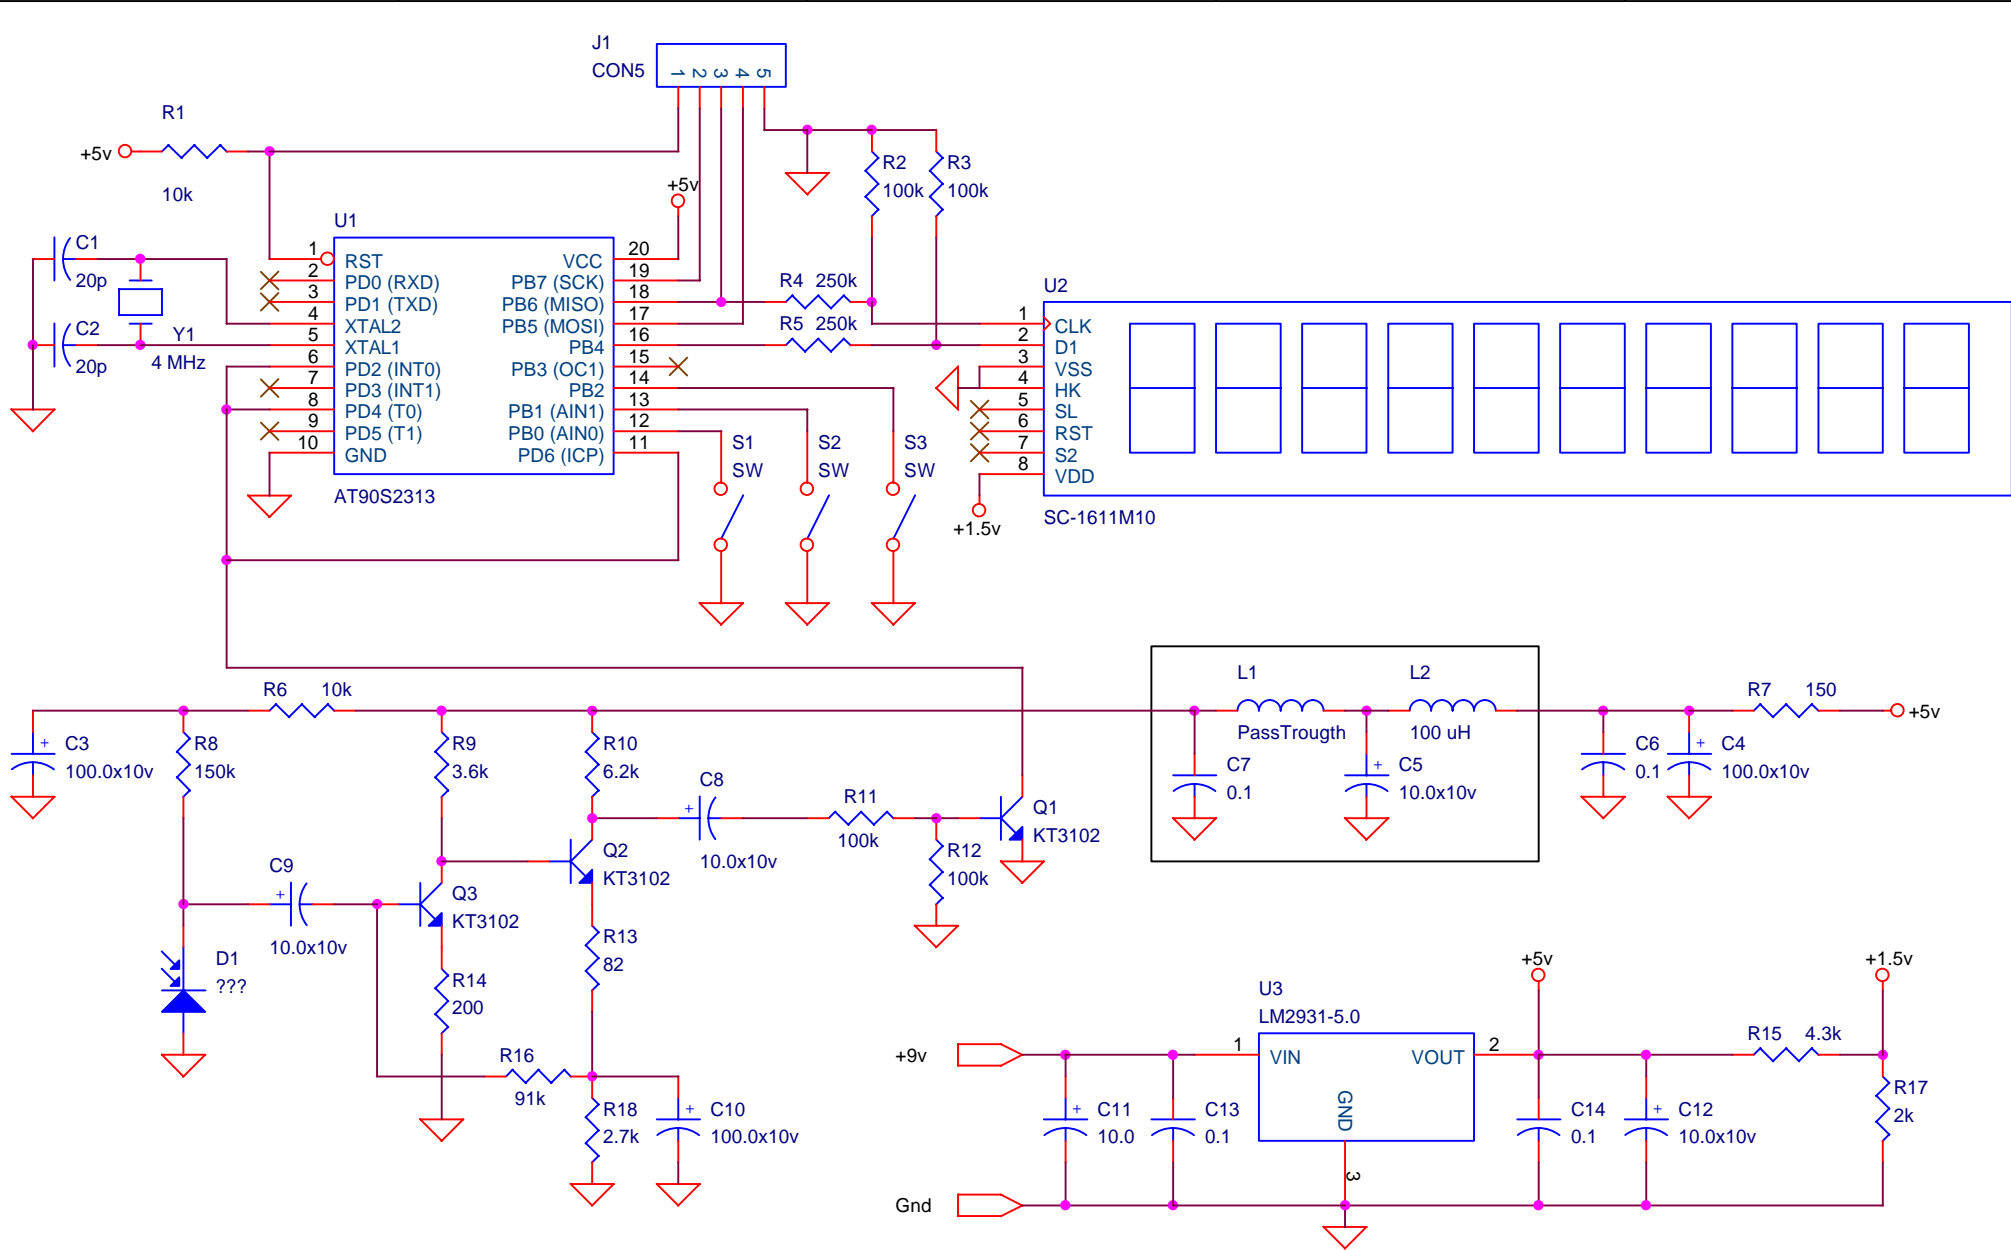 J1
CON5
1 2 3 4 5
R1
+5v
10k
+5v
R2
100k
R3
100k
U1
C1
20p
C2
20p
Y1
4 MHz
1 RST
2 PD0 (RXD)
3 PD1 (TXD)
4 XTAL2
5 XTAL1
6 PD2 (INT0)
7 PD3 (INT1)
8 PD4 (T0)
9 PD5 (T1)
10 GND
VCC 20
PB7 (SCK) 19
PB6 (MISO) 18
PB5 (MOSI) 17
PB4 16
PB3 (OC1) 15
PB2 14
PB1 (AIN1) 13
PB0 (AIN0) 12
PD6 (ICP) 11
AT90S2313
R4 250k
R5 250k
S1
SW
S2
SW
S3
SW
U2
1 CLK
2 D1
3 VSS
4 HK
5 SL
6 RST
7 S2
8 VDD
+1.5v
SC-1611M10
R6 10k
C3
+
100.0x10v
R8
150k
R9
3.6k
R10
6.2k
C8
+
10.0x10v
R11
100k
Q1
KT3102
R12
100k
L1
PassTrougth
L2
100 uH
C7
0.1
C5
+
10.0x10v
C6
0.1
C4
+
100.0x10v
R7 150
+5v
C9
+
10.0x10v
Q3
KT3102
Q2
KT3102
D1
???
R14
200
R13
82
R16
91k
R18
2.7k
C10
+
100.0x10v
U3
LM2931-5.0
+9v
1 VIN
VOUT 2
GND
3
+5v
+1.5v
R15 4.3k
R17
2k
C11
+
10.0
C13
0.1
C14
0.1
C12
+
10.0x10v
Gnd